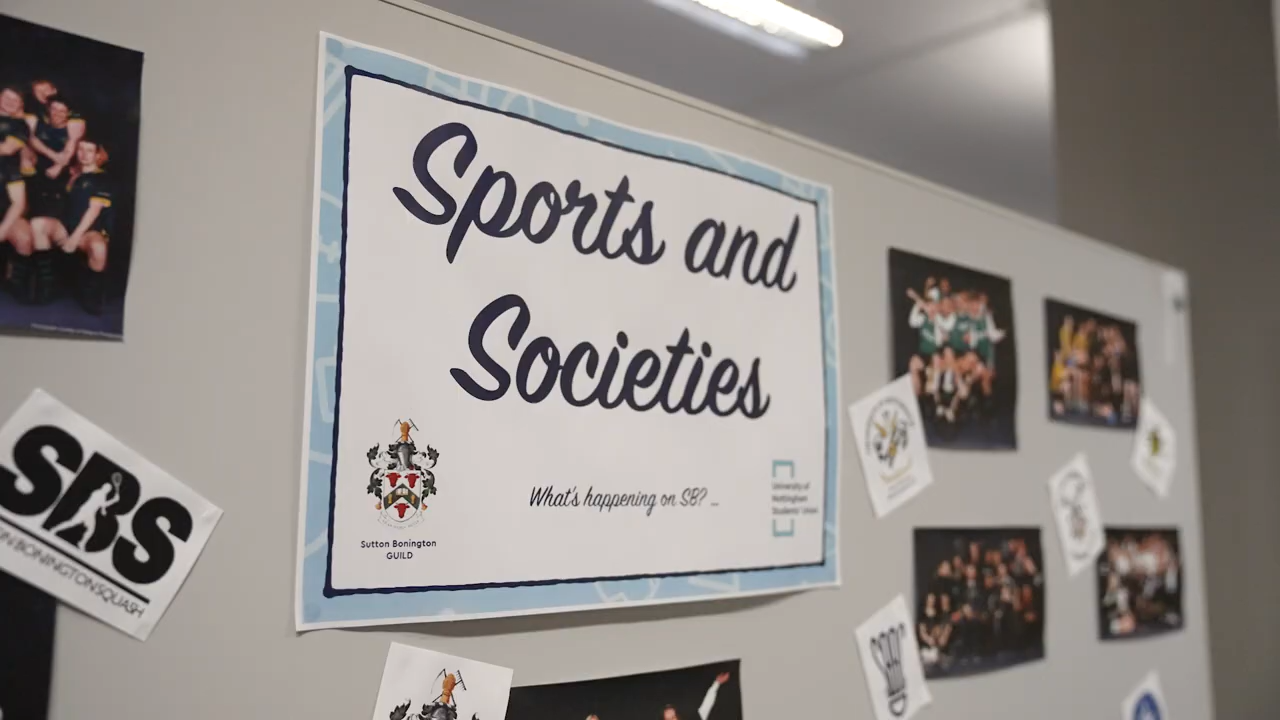 Sports and
Societies
What's happening on SB? ...
Sutton Bonington
GUILD
University of
Nottingham
Students' Union
SBS
ON BONINGTON SQUASH